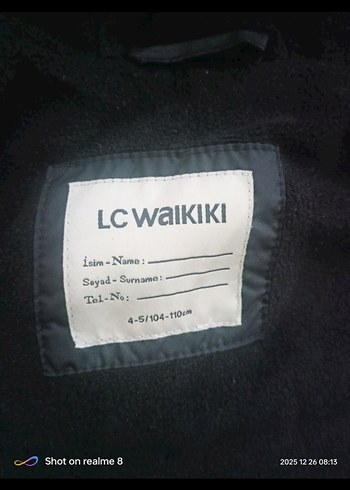 LC WAIKIKI
İsim - Name :
Soyad - Surname :
Tel - No :
4-5/104-110cm
Shot on realme 8
2025 12 26 08:13